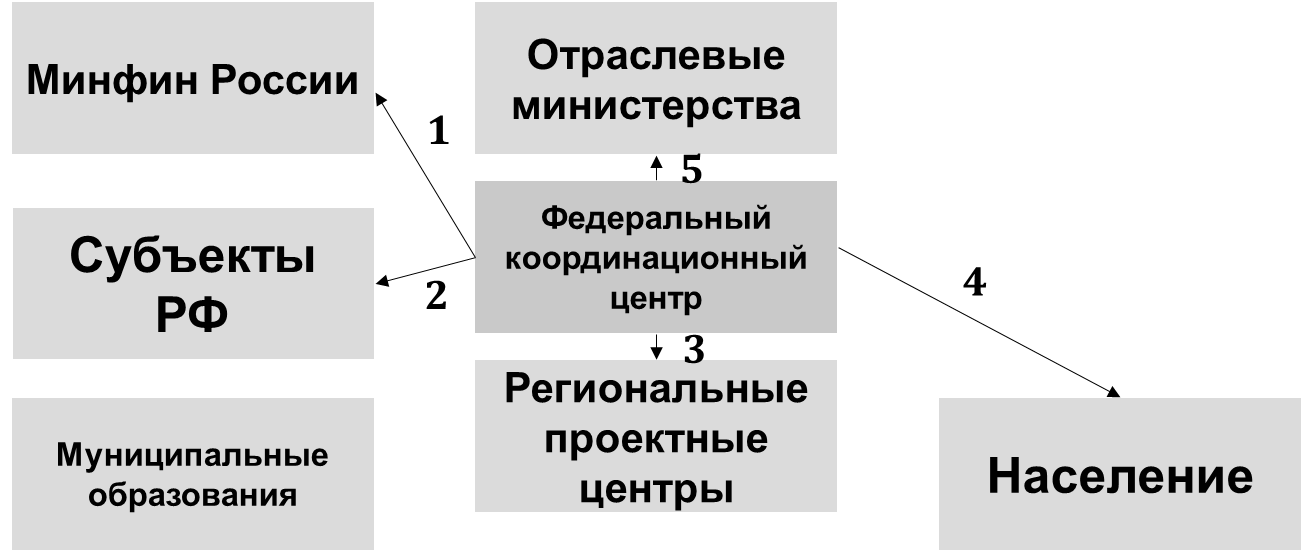 Минфин России
1
Отраслевые
министерства
5
Субъекты
РФ
2
Федеральный
координационный
центр
4
3
Муниципальные
образования
Региональные
проектные
центры
Население